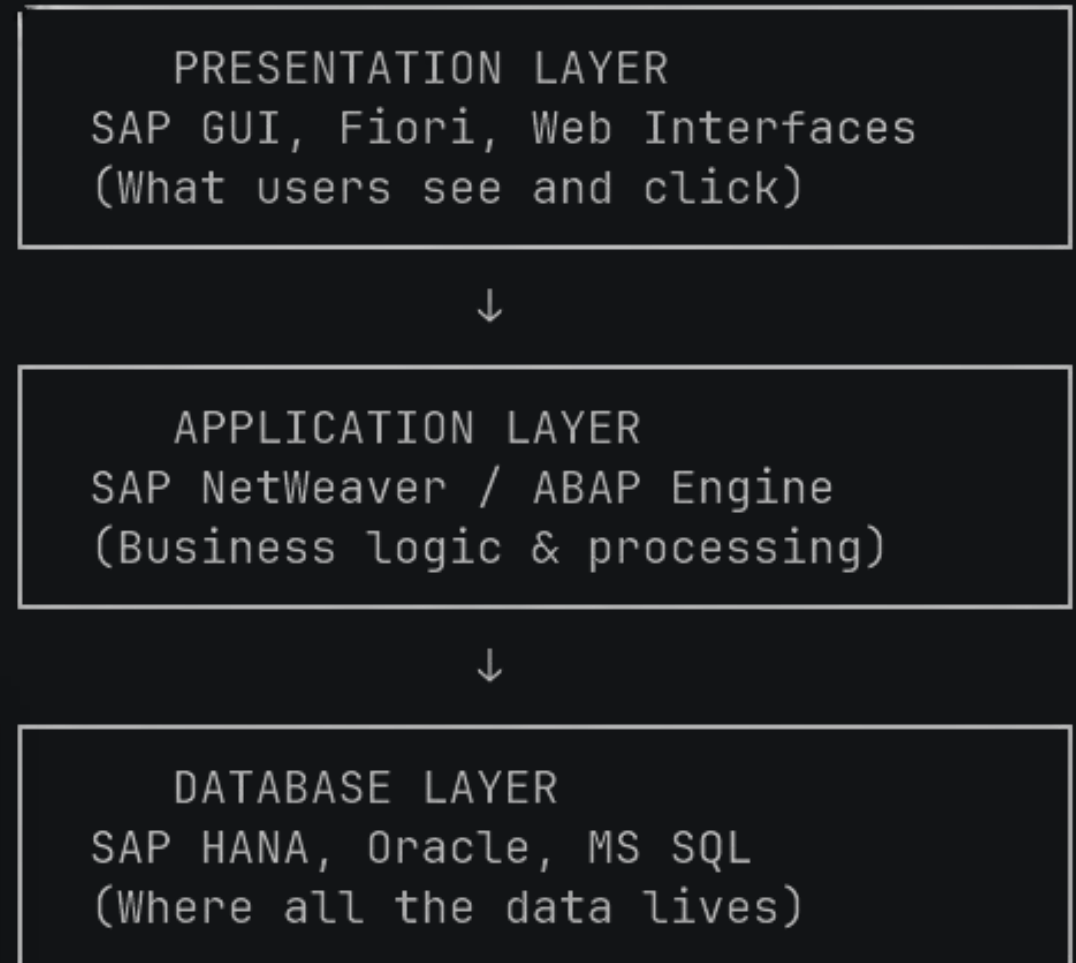 PRESENTATION LAYER
SAP GUI, Fiori, Web Interfaces
(What users see and click)
↓
APPLICATION LAYER
SAP NetWeaver / ABAP Engine
(Business logic & processing)
↓
DATABASE LAYER
SAP HANA, Oracle, MS SQL
(Where all the data lives)